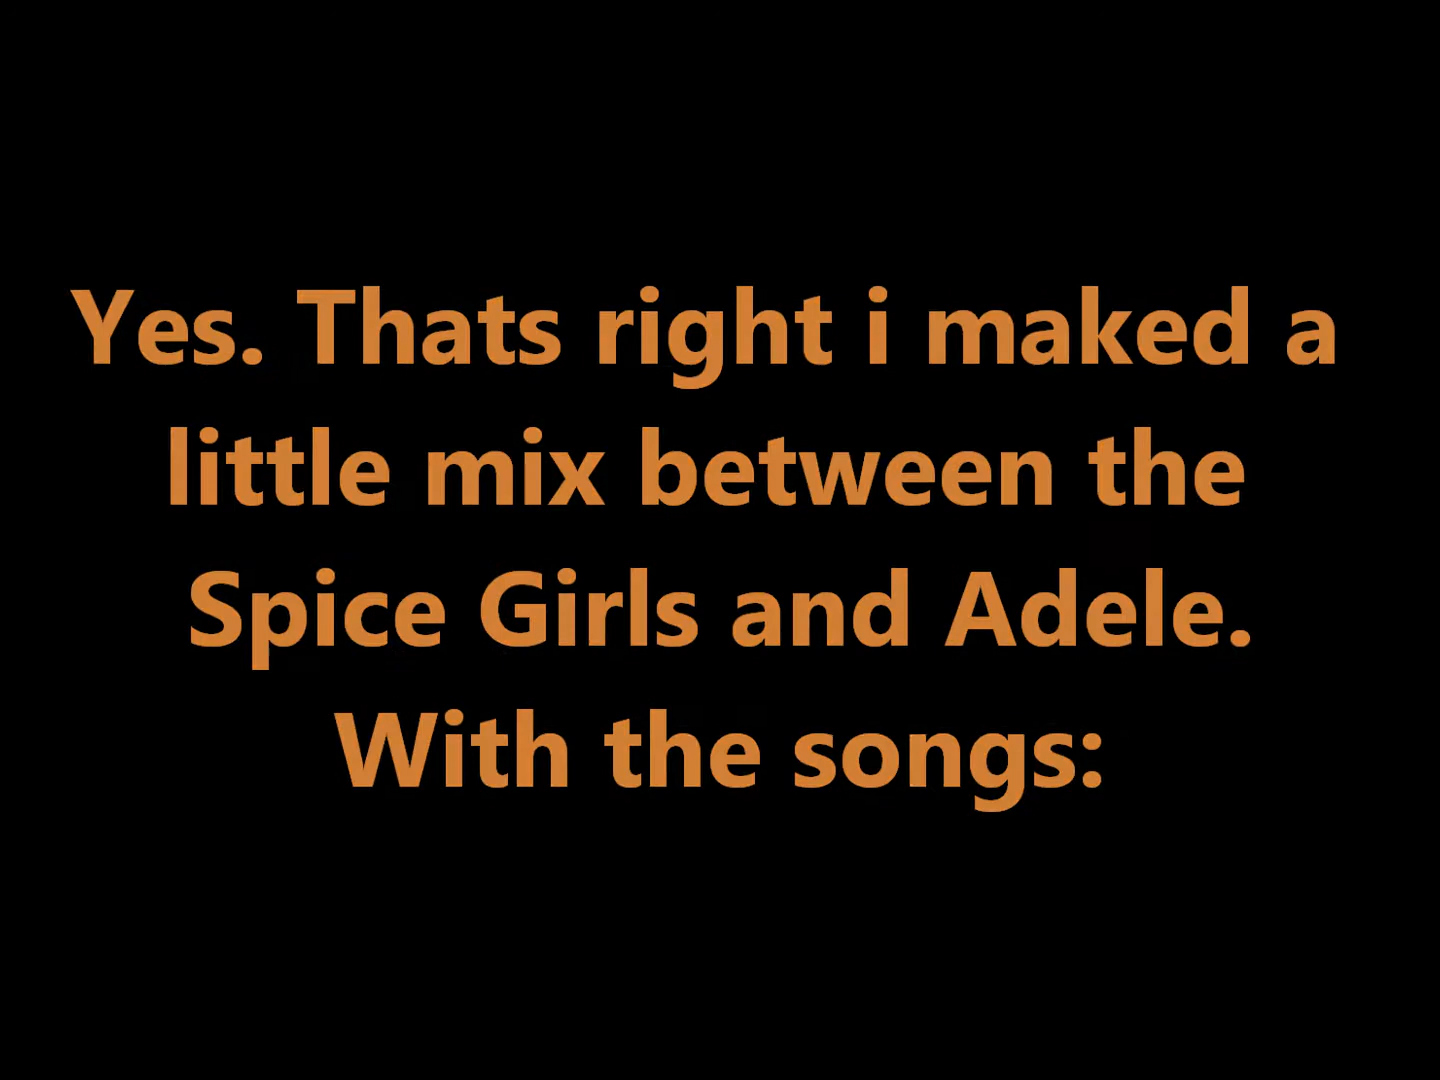 Yes. Thats right i maked a
little mix between the
Spice Girls and Adele.
With the songs: